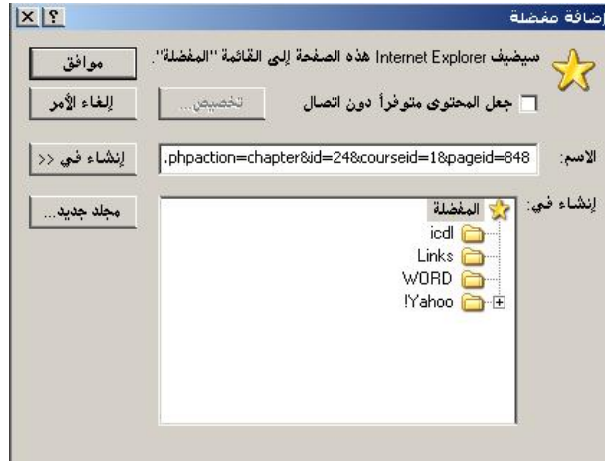 إضافة مفضلة
سيضيف Internet Explorer هذه الصفحة إلى القائمة "المفضلة".
موافق
جعل المحتوى متوفراً دون اتصال
تخصيص...
إلغاء الأمر
الاسم:
.phpaction=chapter&id=24&courseid=1&pageid=848
إنشاء في <<
إنشاء في:
المفضلة
icdl
Links
WORD
!Yahoo
مجلد جديد...